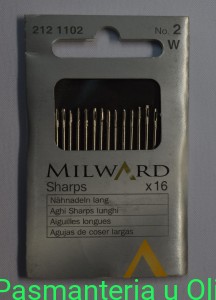 212 1102
No. 2
W
MILWARD
Sharps x16
Nähnadeln lang
Aghi Sharps lunghi
Aiguilles longues
Agujas de coser largas
Pasmanteria u Oli